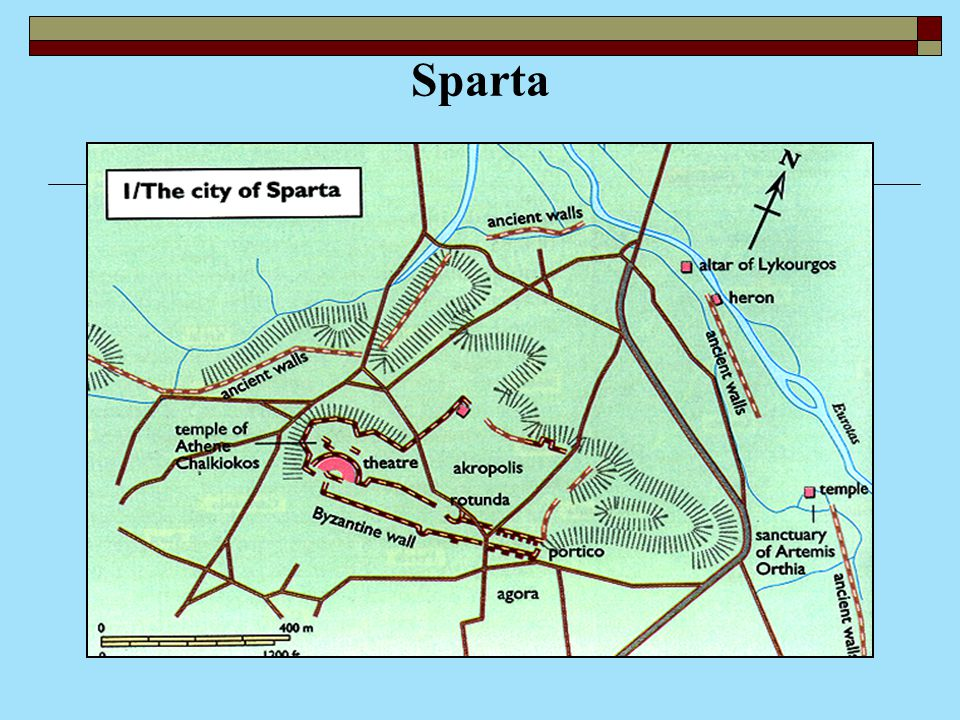 Sparta
1/The city of Sparta
N
ancient walls
altar of Lykourgos
heron
ancient walls
ancient walls
Eurotas
temple of
Athene
Chalkiokos
theatre
akropolis
rotunda
Byzantine wall
portico
temple
sanctuary
of Artemis
Orthia
agora
ancient walls
0 400 m
0 1200 ft